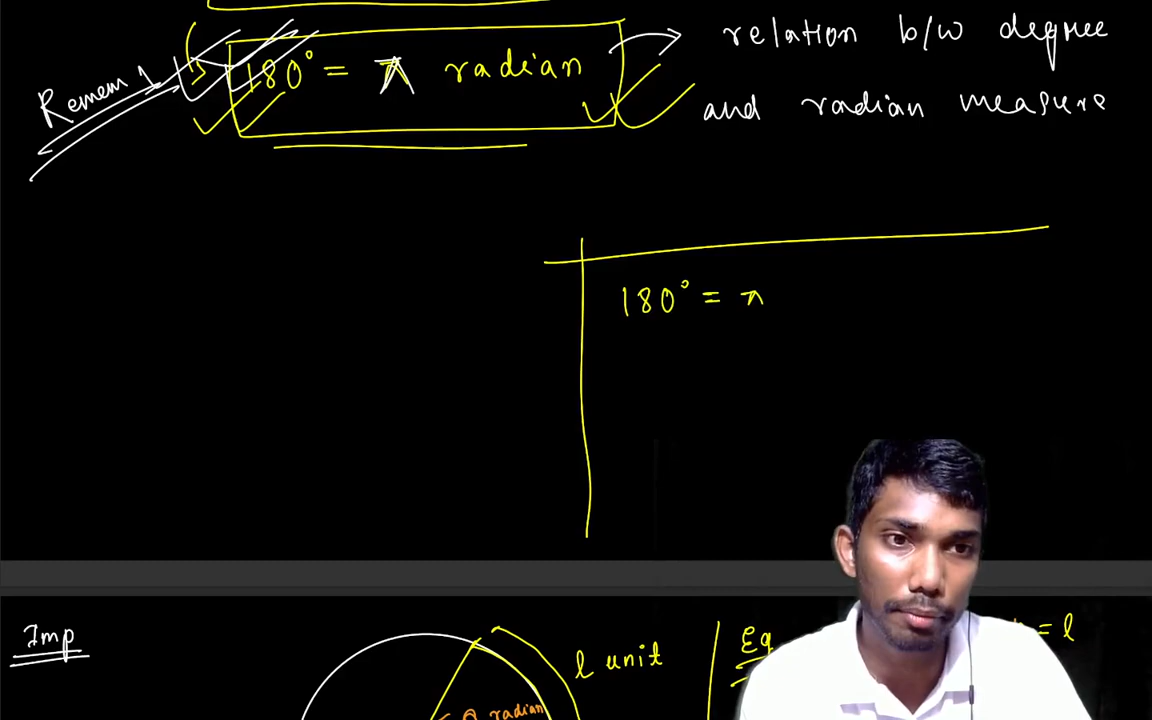 Remem 180° = π radian → relation b/w degree
and radian measure
180° = π
Imp
l unit
Eq = l
θ radian